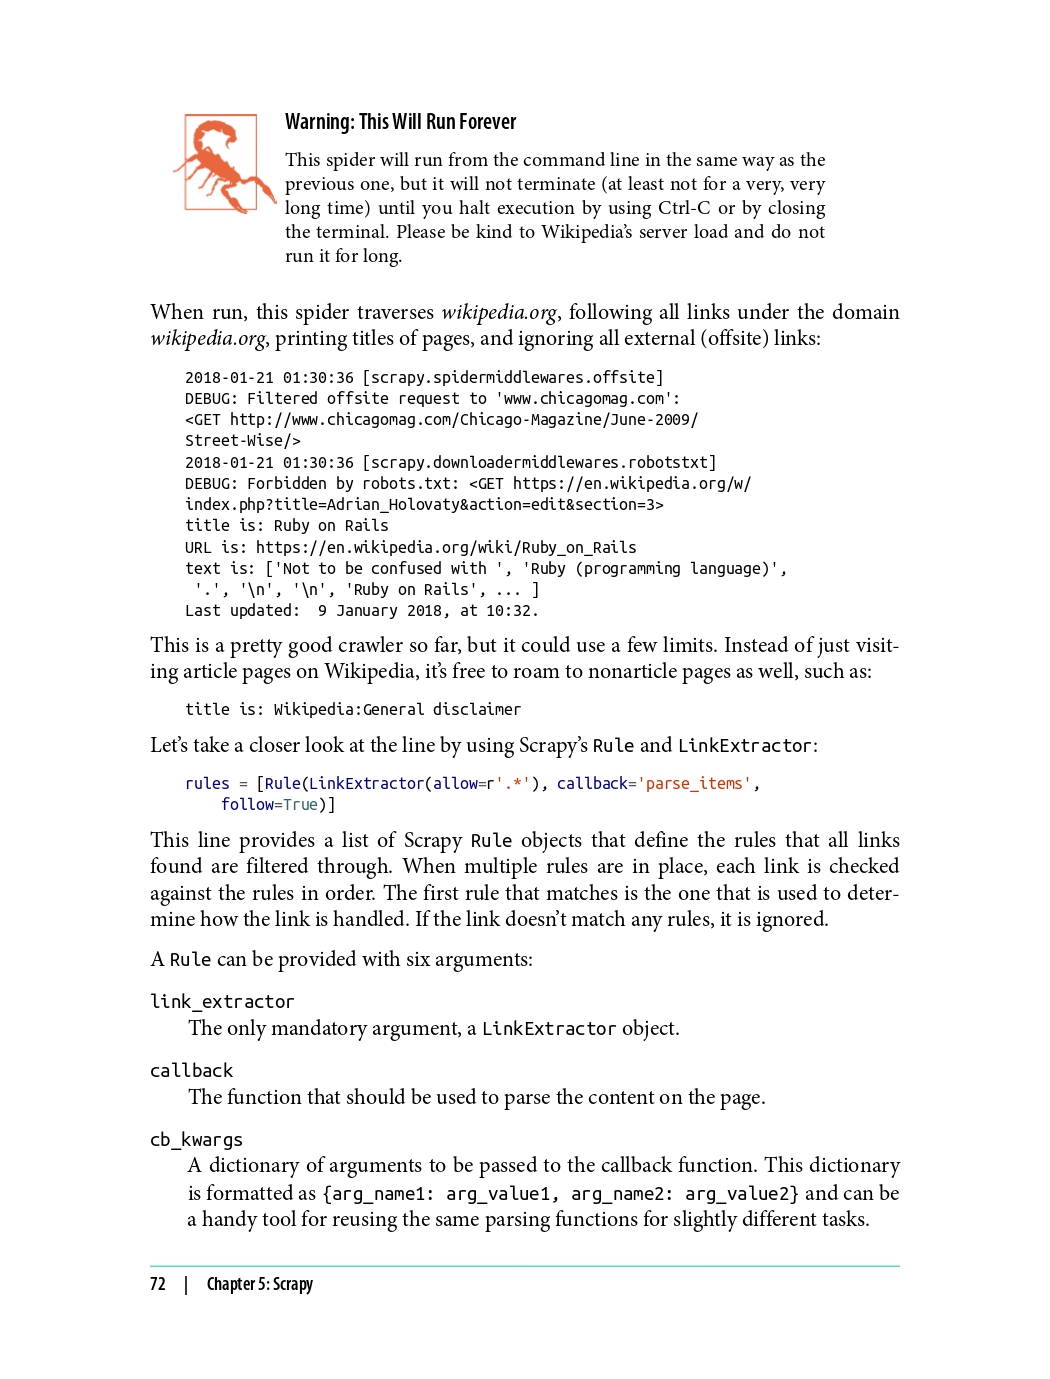 Warning: This Will Run Forever
This spider will run from the command line in the same way as the
previous one, but it will not terminate (at least not for a very, very
long time) until you halt execution by using Ctrl-C or by closing
the terminal. Please be kind to Wikipedia’s server load and do not
run it for long.
When run, this spider traverses wikipedia.org, following all links under the domain
wikipedia.org, printing titles of pages, and ignoring all external (offsite) links:
2018-01-21 01:30:36 [scrapy.spidermiddlewares.offsite]
DEBUG: Filtered offsite request to 'www.chicagomag.com':
<GET http://www.chicagomag.com/Chicago-Magazine/June-2009/
Street-Wise/>
2018-01-21 01:30:36 [scrapy.downloadermiddlewares.robotstxt]
DEBUG: Forbidden by robots.txt: <GET https://en.wikipedia.org/w/
index.php?title=Adrian_Holovaty&action=edit&section=3>
title is: Ruby on Rails
URL is: https://en.wikipedia.org/wiki/Ruby_on_Rails
text is: ['Not to be confused with ', 'Ruby (programming language)',
 '.', '\n', '\n', 'Ruby on Rails', ... ]
Last updated:  9 January 2018, at 10:32.
This is a pretty good crawler so far, but it could use a few limits. Instead of just visit-
ing article pages on Wikipedia, it’s free to roam to nonarticle pages as well, such as:
title is: Wikipedia:General disclaimer
Let’s take a closer look at the line by using Scrapy’s Rule and LinkExtractor:
rules = [Rule(LinkExtractor(allow=r'.*'), callback='parse_items',
    follow=True)]
This line provides a list of Scrapy Rule objects that define the rules that all links
found are filtered through. When multiple rules are in place, each link is checked
against the rules in order. The first rule that matches is the one that is used to deter-
mine how the link is handled. If the link doesn’t match any rules, it is ignored.
A Rule can be provided with six arguments:
link_extractor
The only mandatory argument, a LinkExtractor object.
callback
The function that should be used to parse the content on the page.
cb_kwargs
A dictionary of arguments to be passed to the callback function. This dictionary
is formatted as {arg_name1: arg_value1, arg_name2: arg_value2} and can be
a handy tool for reusing the same parsing functions for slightly different tasks.
72 | Chapter 5: Scrapy